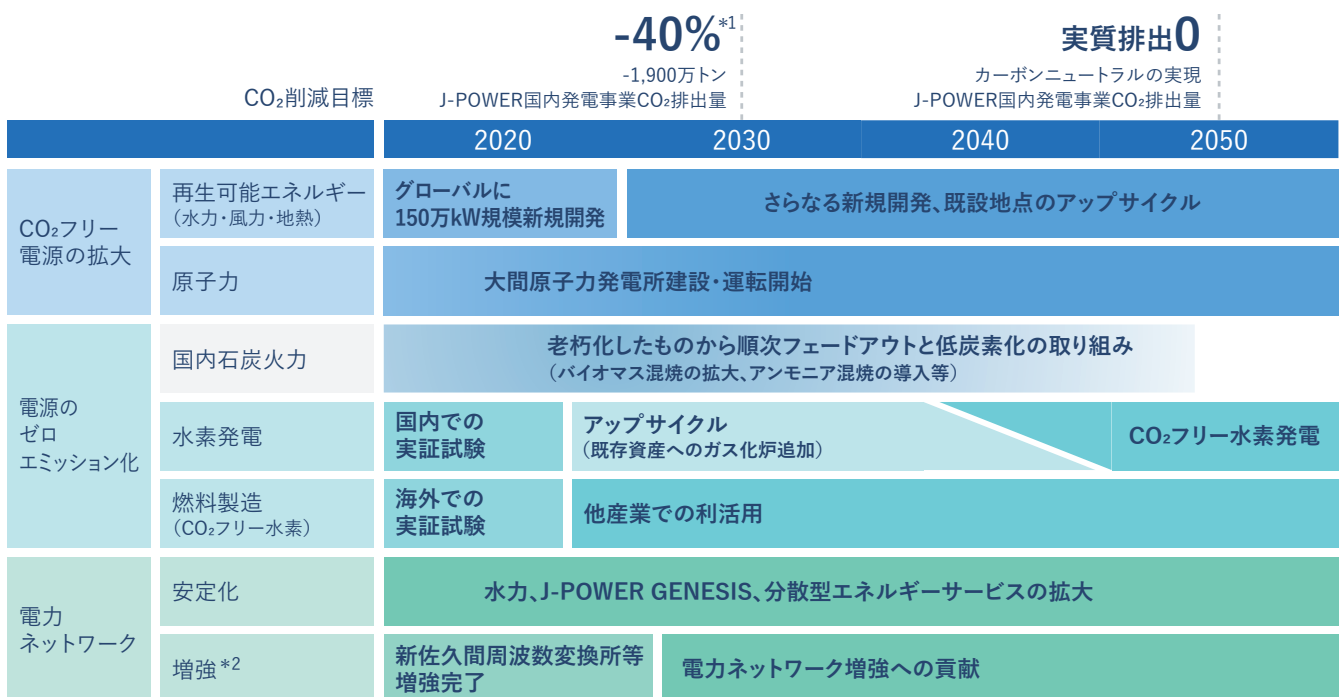 -40%*1
-1,900万トン
J-POWER国内発電事業CO₂排出量
実質排出0
カーボンニュートラルの実現
J-POWER国内発電事業CO₂排出量
CO₂削減目標
2020
2030
2040
2050
CO₂フリー
電源の拡大
再生可能エネルギー
（水力・風力・地熱）
グローバルに
150万kW規模新規開発
さらなる新規開発、既設地点のアップサイクル
原子力
大間原子力発電所建設・運転開始
電源の
ゼロ
エミッション化
国内石炭火力
老朽化したものから順次フェードアウトと低炭素化の取り組み
（バイオマス混焼の拡大、アンモニア混焼の導入等）
水素発電
国内での
実証試験
アップサイクル
（既存資産へのガス化炉追加）
CO₂フリー水素発電
燃料製造
（CO₂フリー水素）
海外での
実証試験
他産業での利活用
電力
ネットワーク
安定化
水力、J-POWER GENESIS、分散型エネルギーサービスの拡大
増強*2
新佐久間周波数変換所等
増強完了
電力ネットワーク増強への貢献